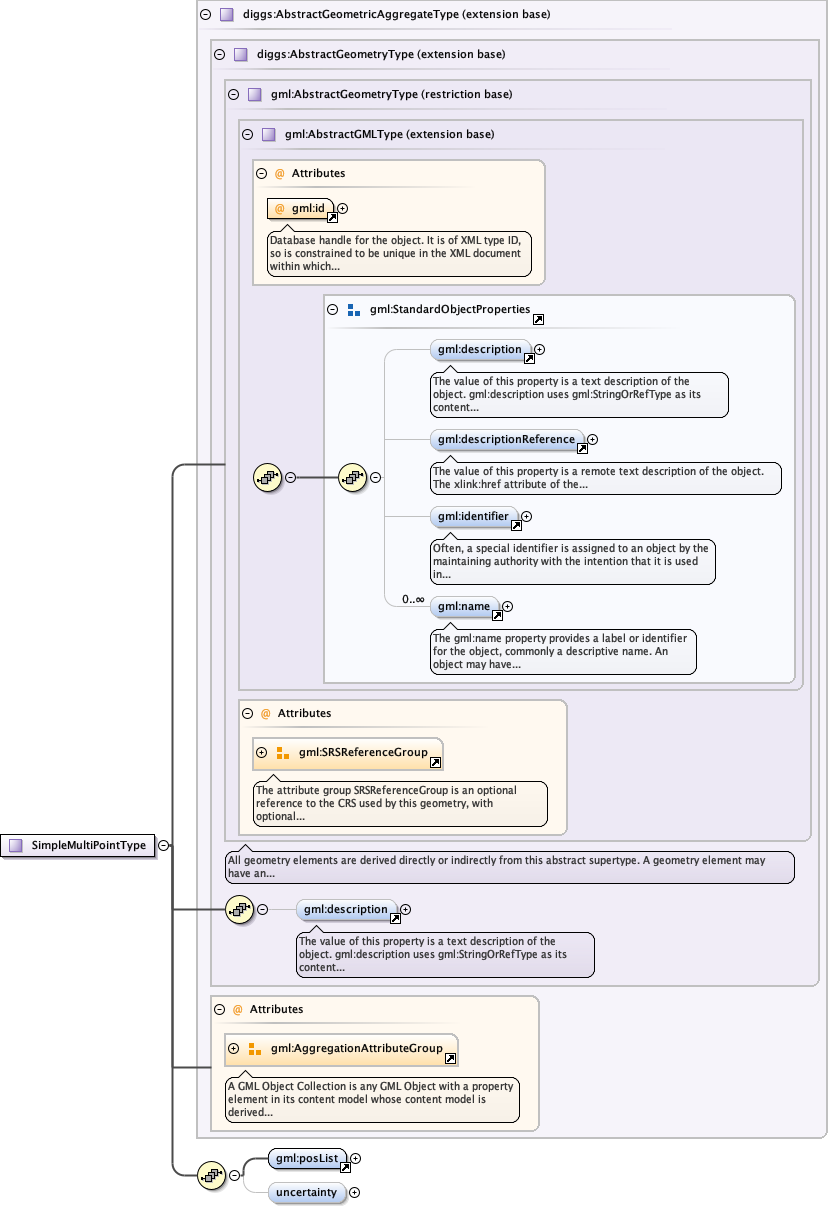 diggs:AbstractGeometricAggregateType (extension base)
diggs:AbstractGeometryType (extension base)
gml:AbstractGeometryType (restriction base)
gml:AbstractGMLType (extension base)
@ Attributes
@ gml:id
Database handle for the object. It is of XML type ID,
so is constrained to be unique in the XML document
within which...
gml:StandardObjectProperties
gml:description
The value of this property is a text description of the
object. gml:description uses gml:StringOrRefType as its
content...
gml:descriptionReference
The value of this property is a remote text description of the object.
The xlink:href attribute of the...
gml:identifier
Often, a special identifier is assigned to an object by the
maintaining authority with the intention that it is used
in...
0..∞
gml:name
The gml:name property provides a label or identifier
for the object, commonly a descriptive name. An
object may have...
@ Attributes
gml:SRSReferenceGroup
The attribute group SRSReferenceGroup is an optional
reference to the CRS used by this geometry, with
optional...
SimpleMultiPointType
All geometry elements are derived directly or indirectly from this abstract supertype. A geometry element may
have an...
gml:description
The value of this property is a text description of the
object. gml:description uses gml:StringOrRefType as its
content...
@ Attributes
gml:AggregationAttributeGroup
A GML Object Collection is any GML Object with a property
element in its content model whose content model is
derived...
gml:posList
uncertainty